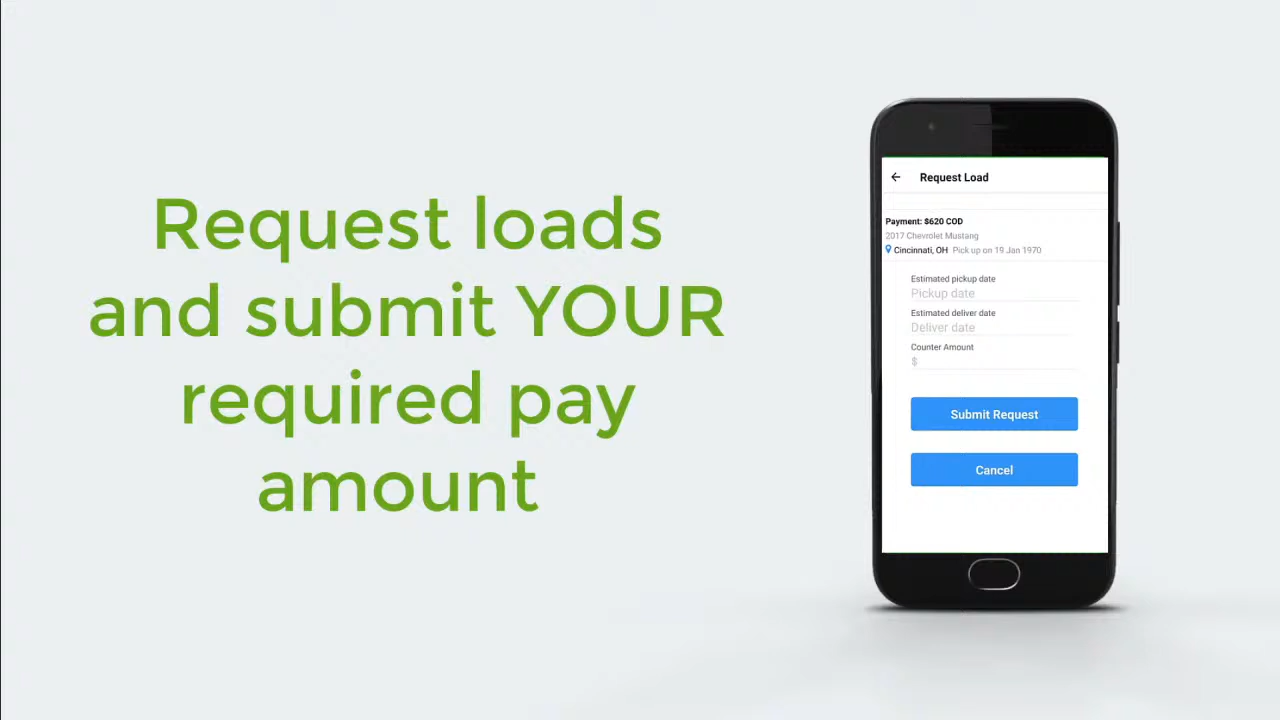 Request loads
and submit YOUR
required pay
amount
Request Load
Payment: $620 COD
2017 Chevrolet Mustang
Cincinnati, OH Pick up on 19 Jan 1970
Estimated pickup date
Pickup date
Estimated deliver date
Deliver date
Counter Amount
$
Submit Request
Cancel